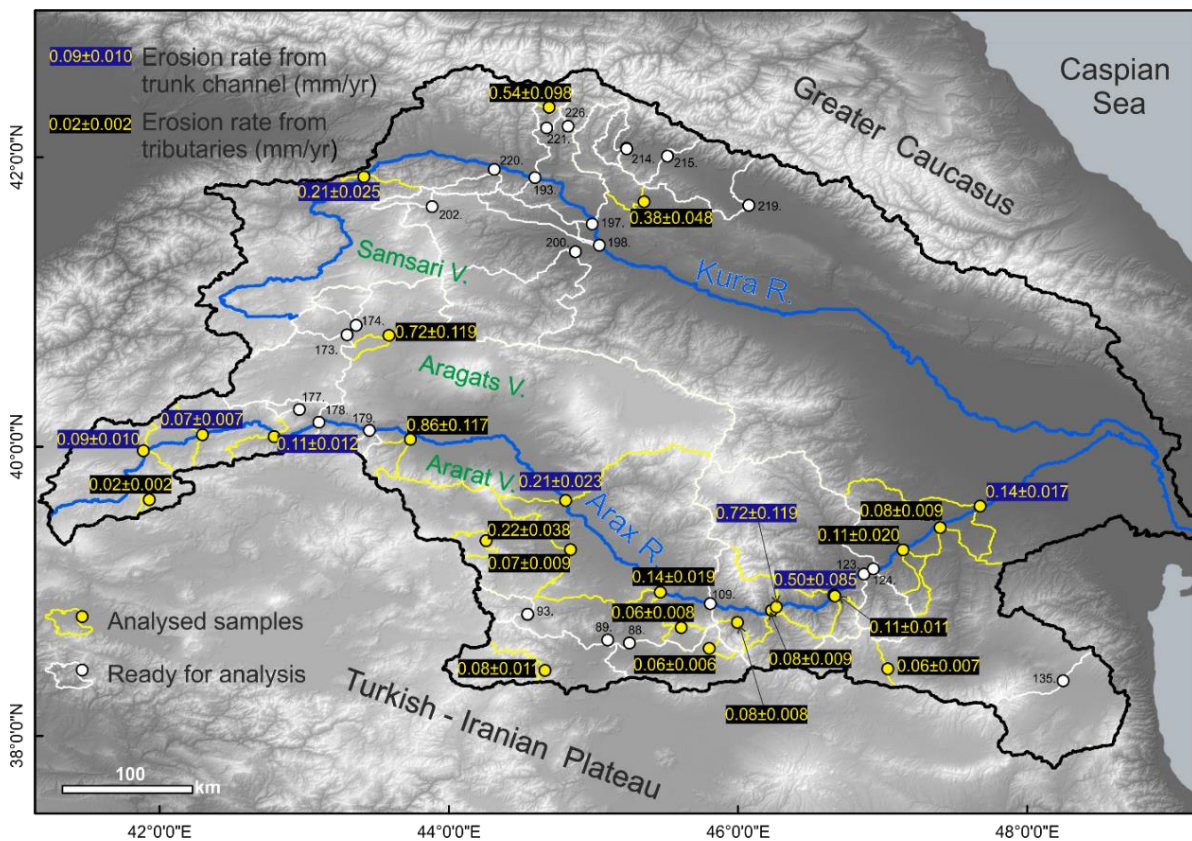 0.09±0.010 Erosion rate from
trunk channel (mm/yr)
0.02±0.002 Erosion rate from
tributaries (mm/yr)
Caspian
Sea
Greater Caucasus
0.54±0.098
226.
221.
214.
215.
220.
193.
0.21±0.025
202.
0.38±0.048
219.
197.
198.
200.
Samsari V.
Kura R.
174.
173.
0.72±0.119
Aragats V.
177.
178.
179.
0.07±0.007
0.09±0.010
0.11±0.012
0.86±0.117
Ararat V.
0.02±0.002
0.21±0.023
Arax R
0.72±0.119
0.14±0.017
0.08±0.009
0.11±0.020
0.22±0.038
0.07±0.009
0.14±0.019
109.
123.
124.
0.50±0.085
0.06±0.008
93.
89.
88.
0.11±0.011
0.08±0.011
0.06±0.006
0.08±0.009
0.06±0.007
0.08±0.008
135.
Analysed samples
Ready for analysis
Turkish - Iranian Plateau
100
km
42°0'0"N
40°0'0"N
38°0'0"N
42°0'0"E
44°0'0"E
46°0'0"E
48°0'0"E